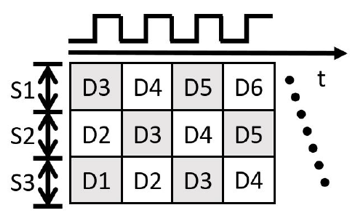 t
S1 D3 D4 D5 D6
S2 D2 D3 D4 D5
S3 D1 D2 D3 D4